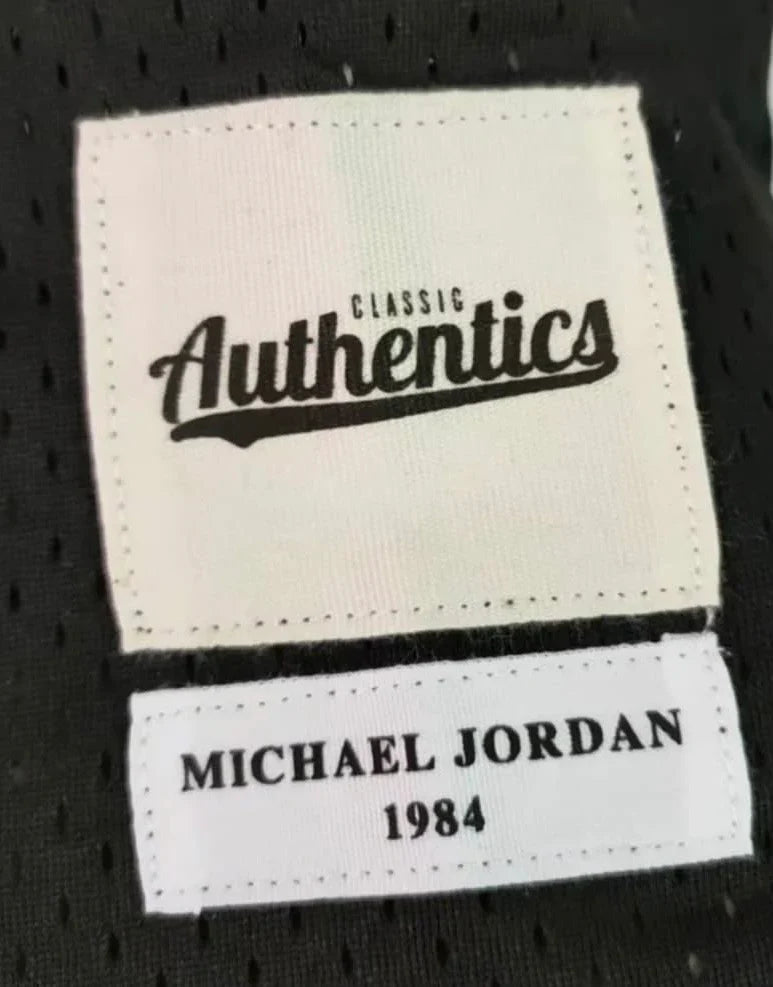 CLASSIC
Authentics
MICHAEL JORDAN
1984